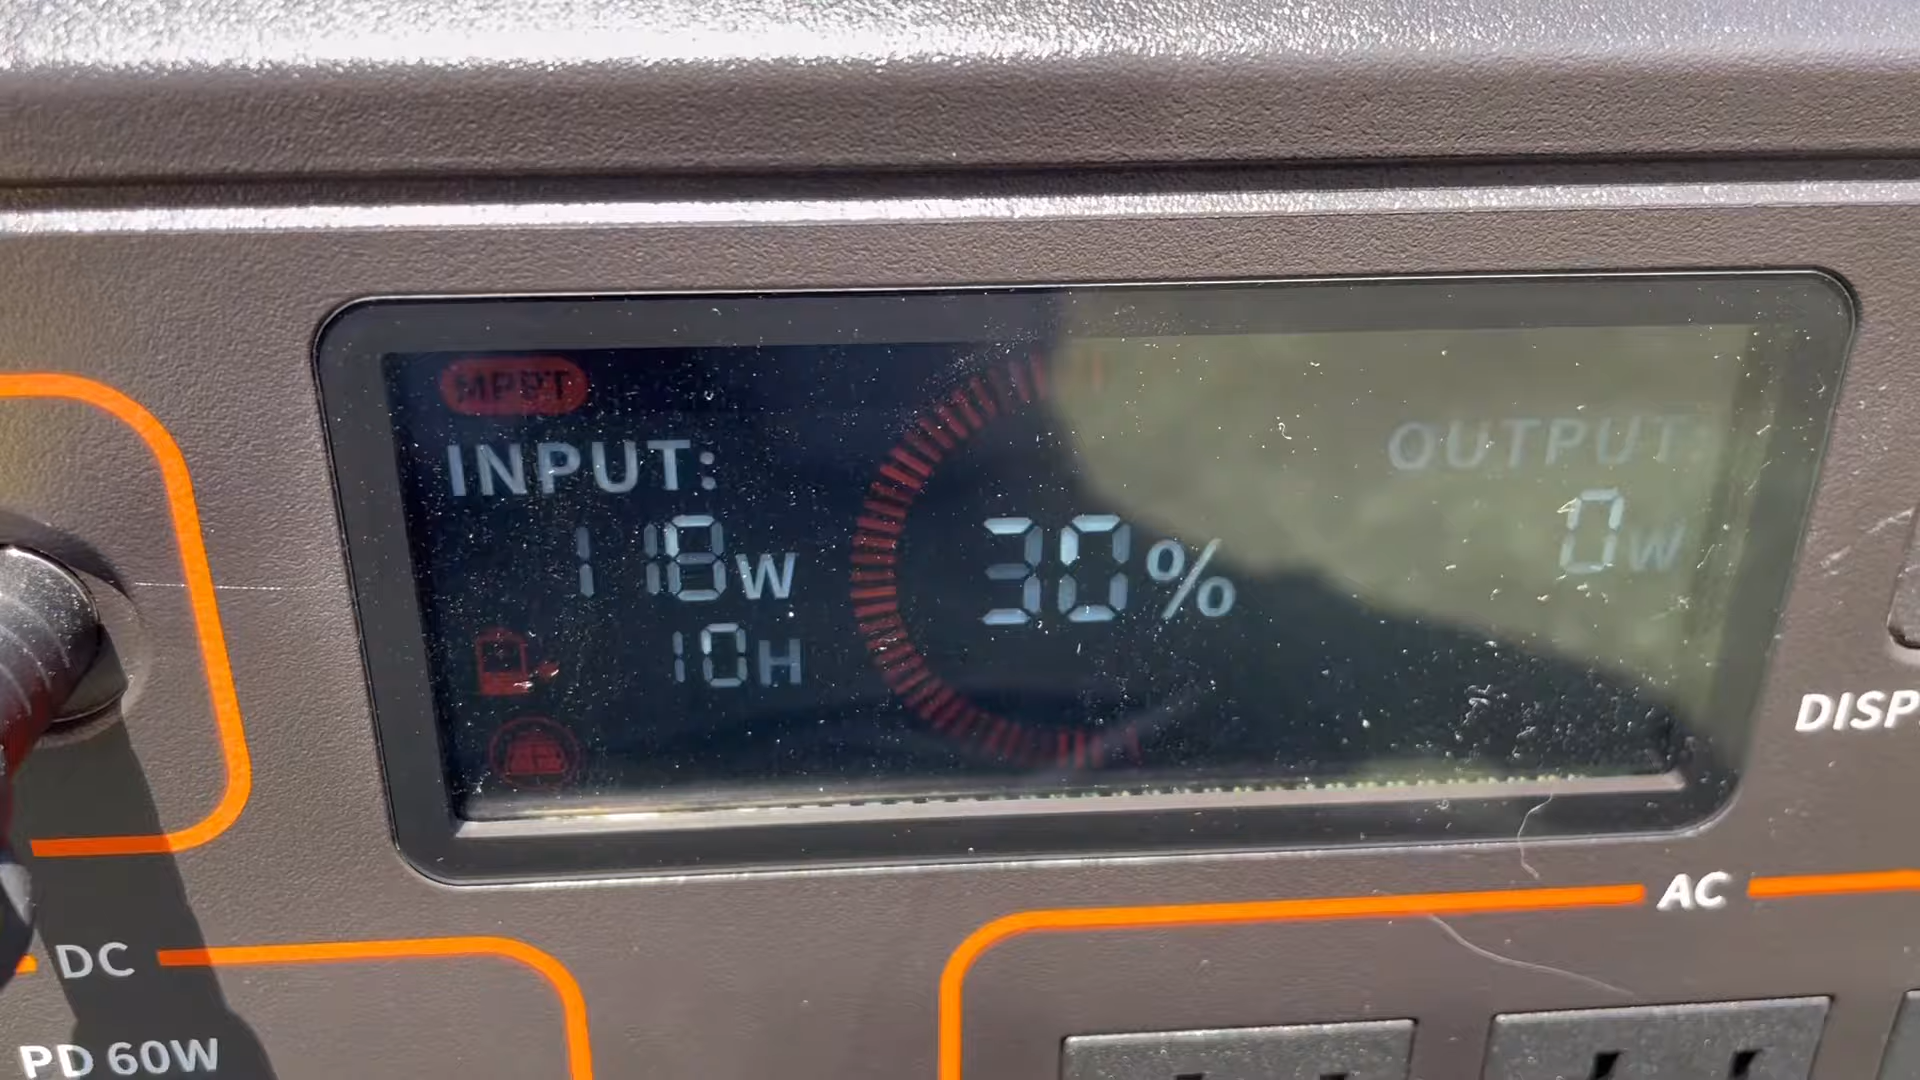 MPPT
INPUT:
118W
10H
30%
OUTPUT:
0W
DISP
AC
DC
PD 60W